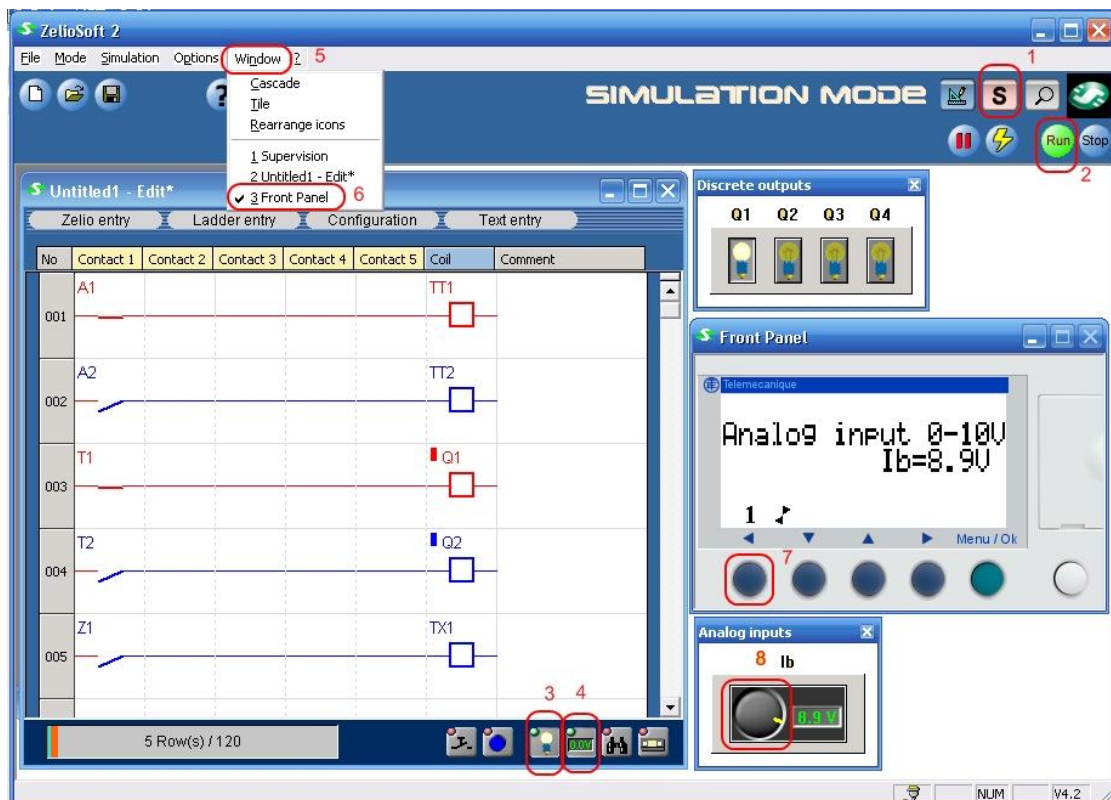 ZelioSoft 2
File Mode Simulation Options Window ? 5
Cascade
Tile
Rearrange icons
1 Supervision
2 Untitled1 - Edit*
3 Front Panel 6
SIMULATION MODE
1
S
Run Stop
2
Untitled1 - Edit*
Zelio entry Ladder entry Configuration Text entry
No Contact 1 Contact 2 Contact 3 Contact 4 Contact 5 Coil Comment
A1 TT1
001
A2 TT2
002
T1 Q1
003
T2 Q2
004
Z1 TX1
005
3 4
5 Row(s) / 120
0.0V
Discrete outputs
Q1 Q2 Q3 Q4
Front Panel
Telemecanique
Analog input 0-10V
Ib=8.9V
1
Menu / Ok
7
Analog inputs
8 Ib
8.9 V
NUM V4.2